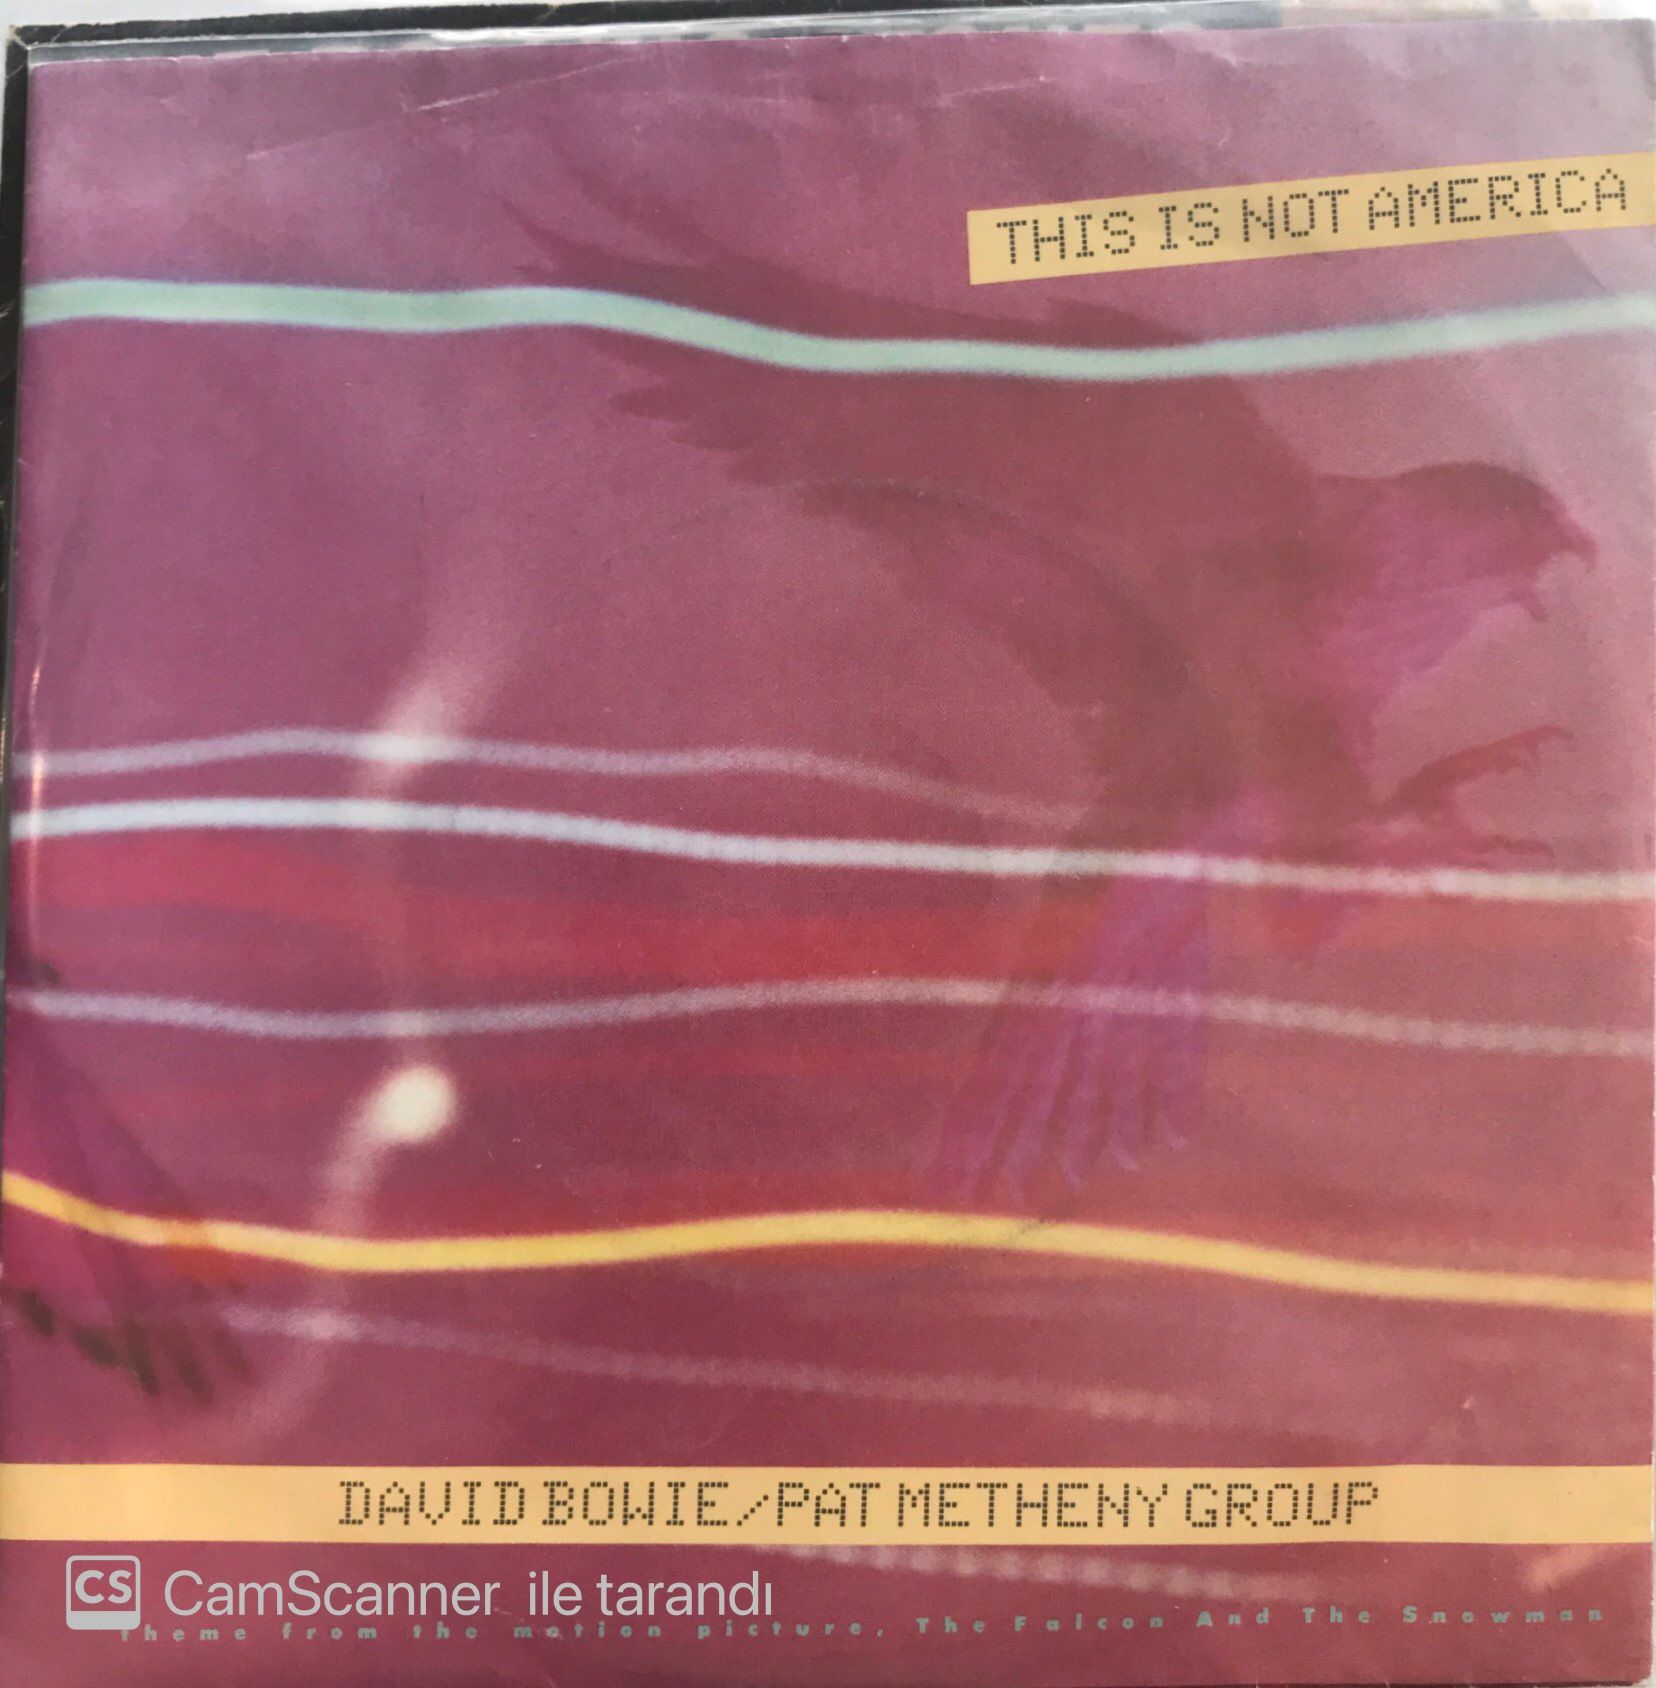 THIS IS NOT AMERICA
DAVID BOWIE/PAT METHENY GROUP
CS CamScanner ile tarandı
Theme from the motion picture, The Falcon And The Snowman